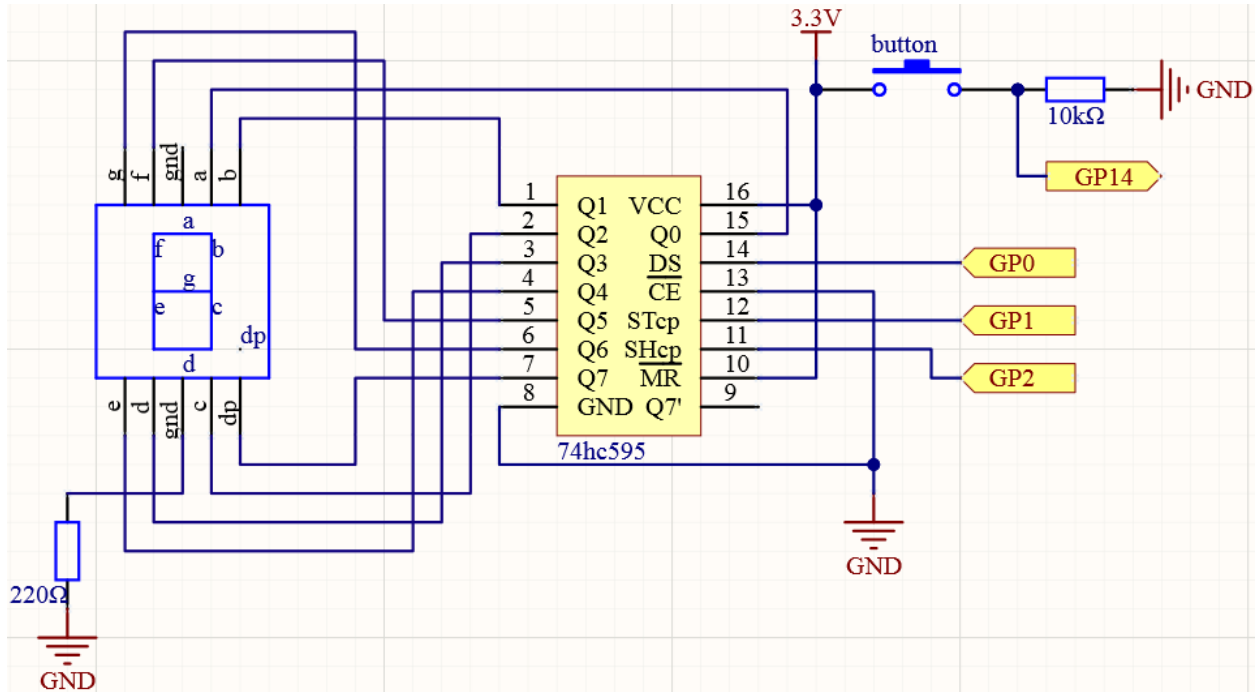 3.3V
button
GND
10kΩ
GP14
g
f
gnd
a
b
a
f
b
g
e
c
dp
d
e
d
gnd
c
dp
220Ω
GND
1 Q1 VCC 16
2 Q2 Q0 15
3 Q3 DS 14
4 Q4 CE 13
5 Q5 STcp 12
6 Q6 SHcp 11
7 Q7 MR 10
8 GND Q7' 9
74hc595
GP0
GP1
GP2
GND